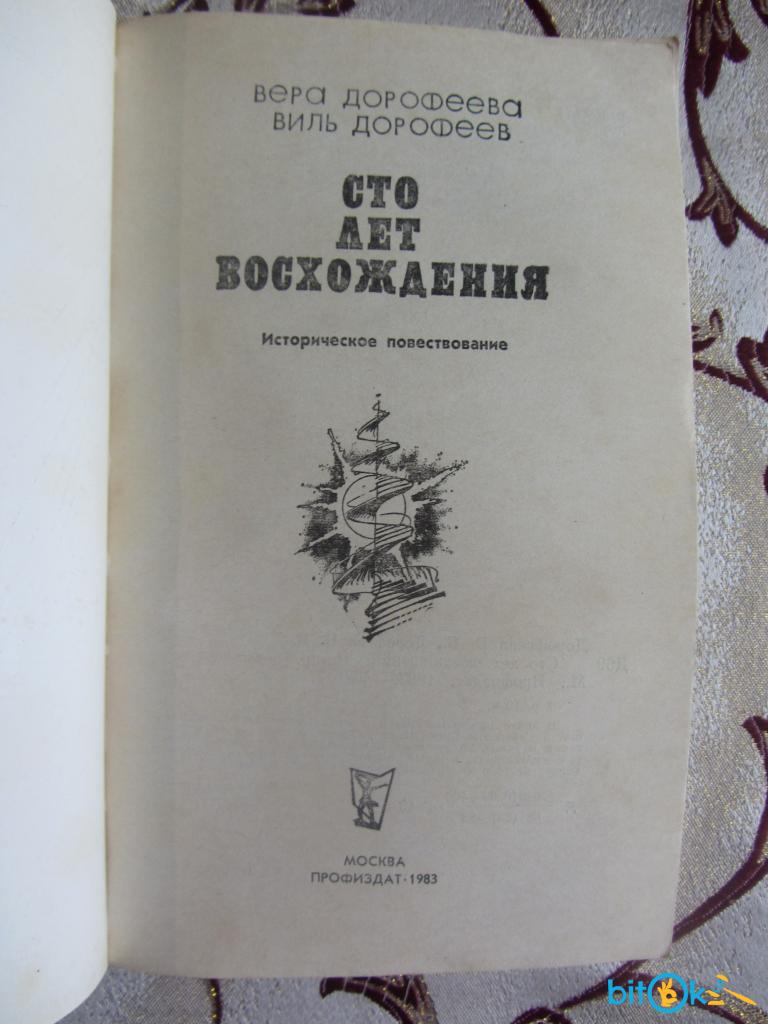 Вера Дорофеева
Виль Дорофеев
СТО
ЛЕТ
ВОСХОЖДЕНИЯ
Историческое повествование
МОСКВА
ПРОФИЗДАТ·1983
bitOk